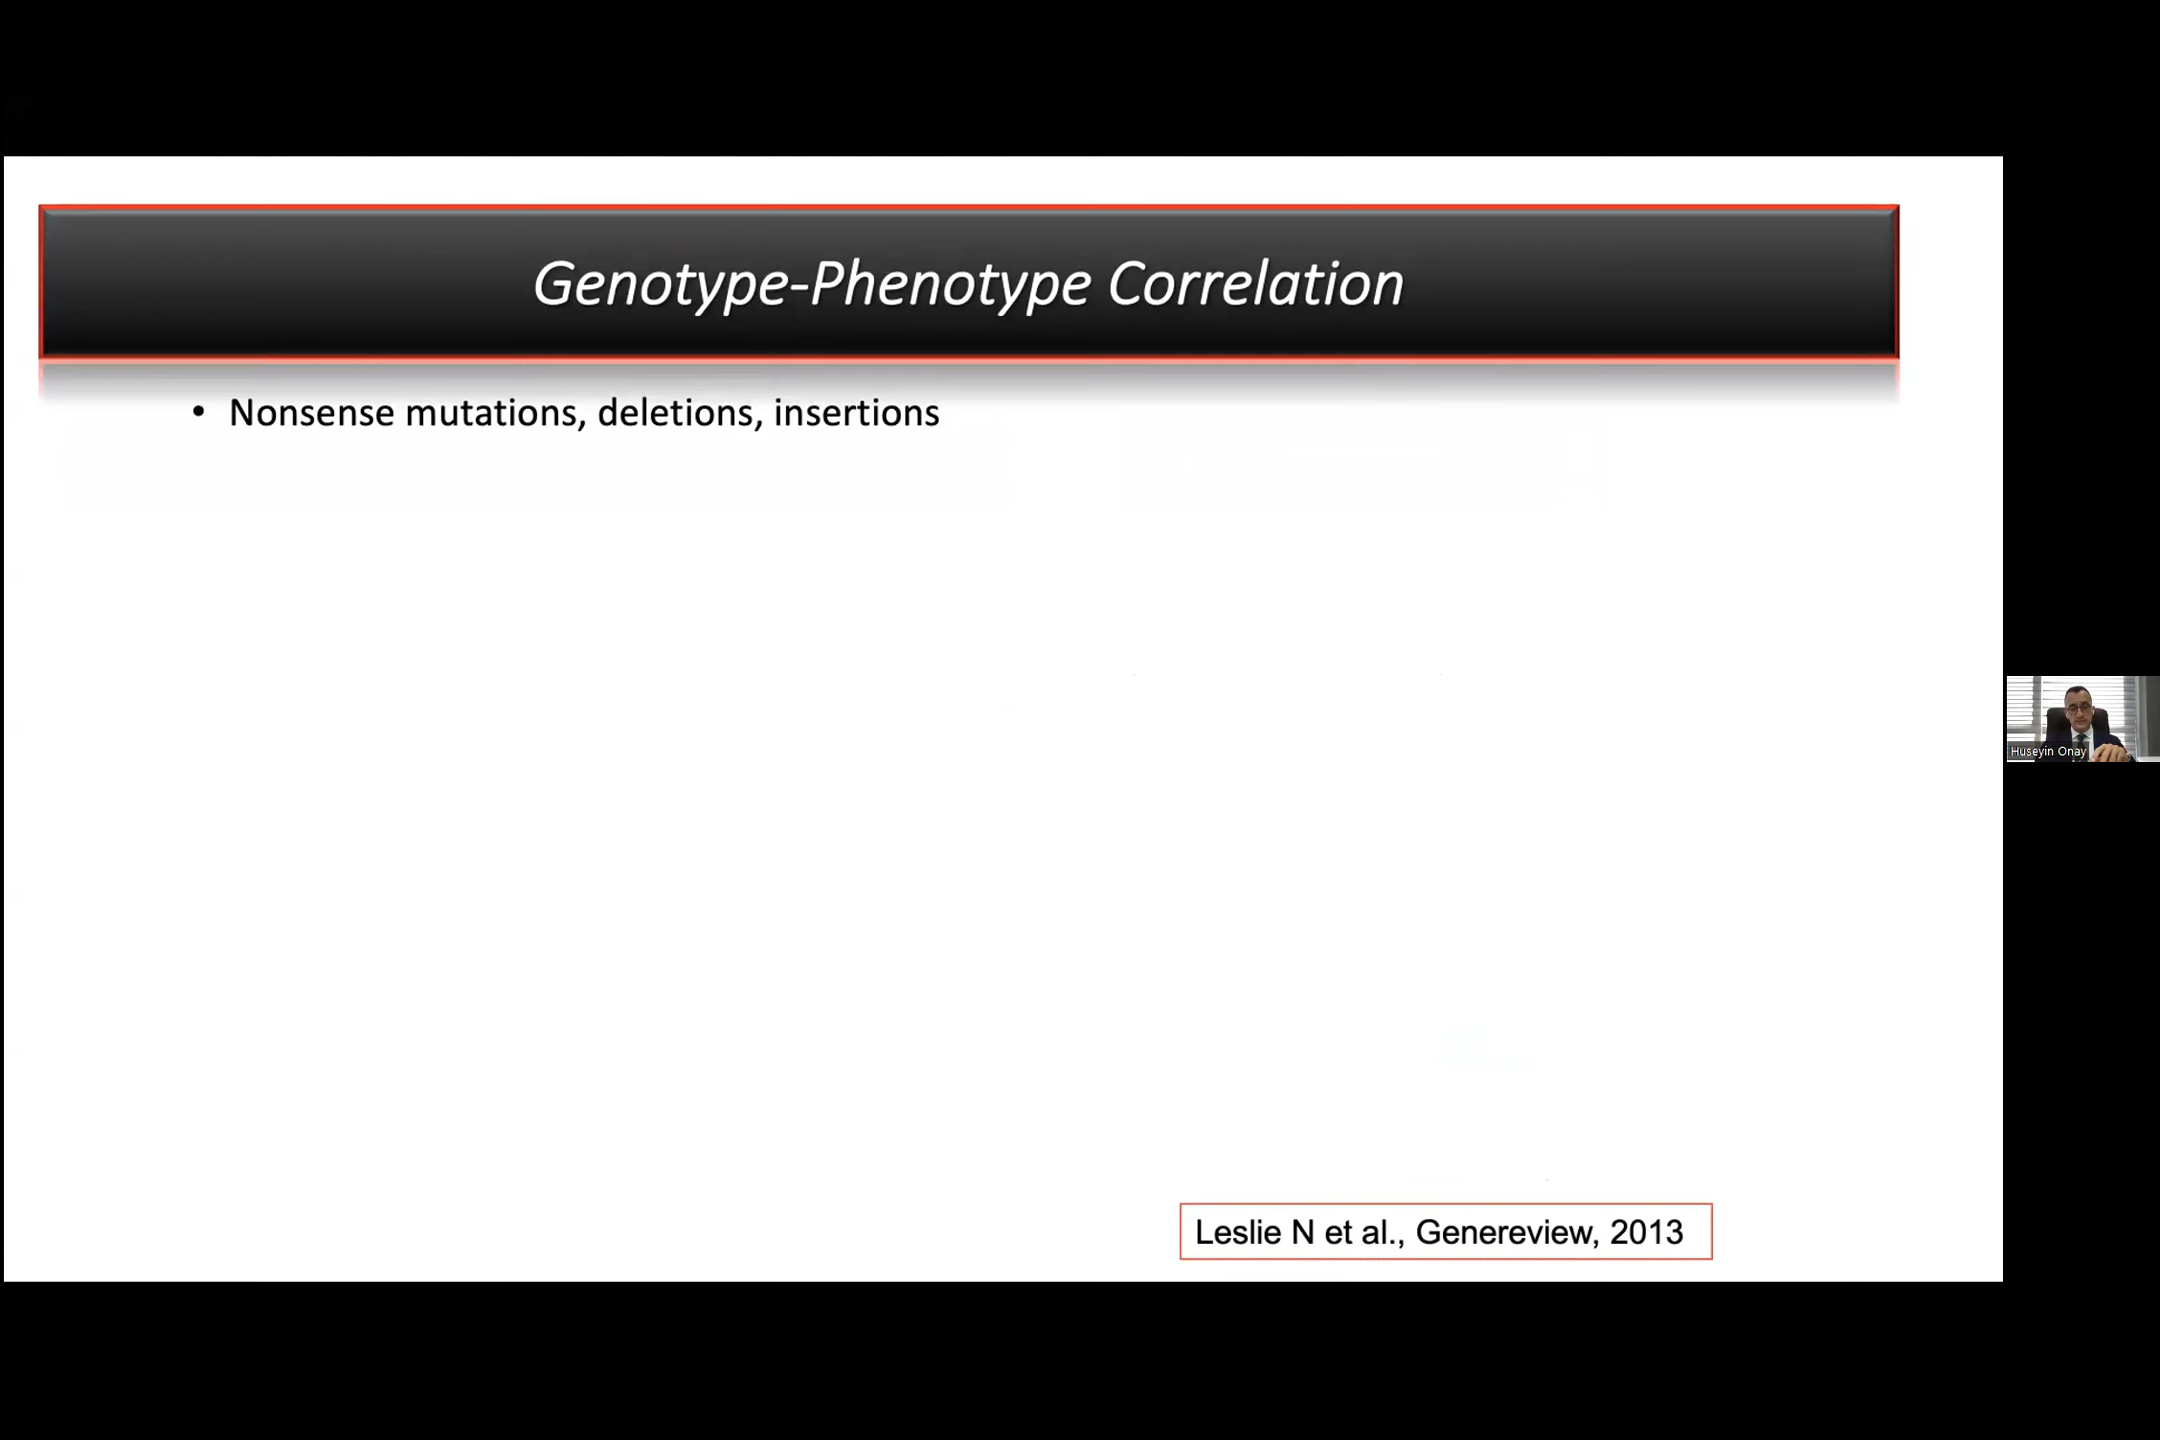 Genotype-Phenotype Correlation
• Nonsense mutations, deletions, insertions
Huseyin Onay
Leslie N et al., Genereview, 2013